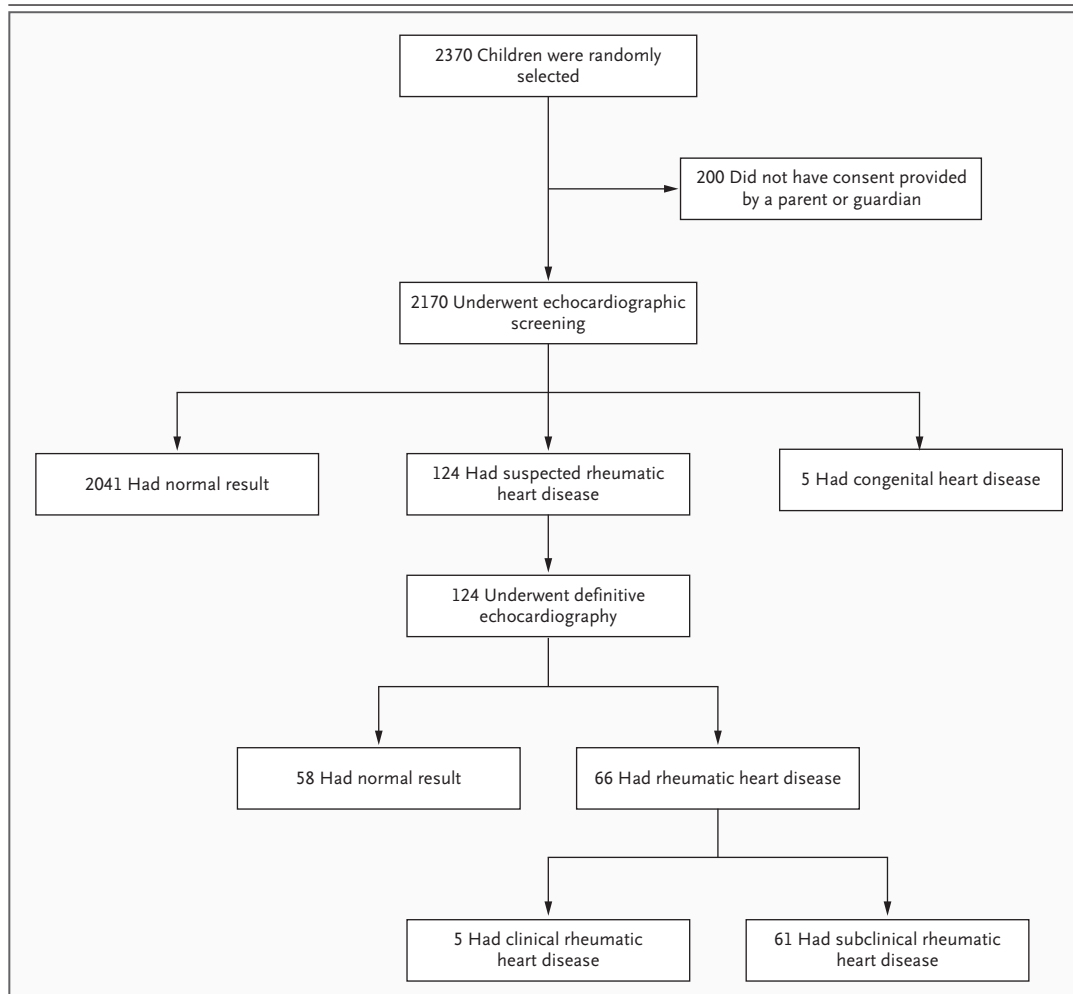 2370 Children were randomly
selected
200 Did not have consent provided
by a parent or guardian
2170 Underwent echocardiographic
screening
2041 Had normal result
124 Had suspected rheumatic
heart disease
5 Had congenital heart disease
124 Underwent definitive
echocardiography
58 Had normal result
66 Had rheumatic heart disease
5 Had clinical rheumatic
heart disease
61 Had subclinical rheumatic
heart disease